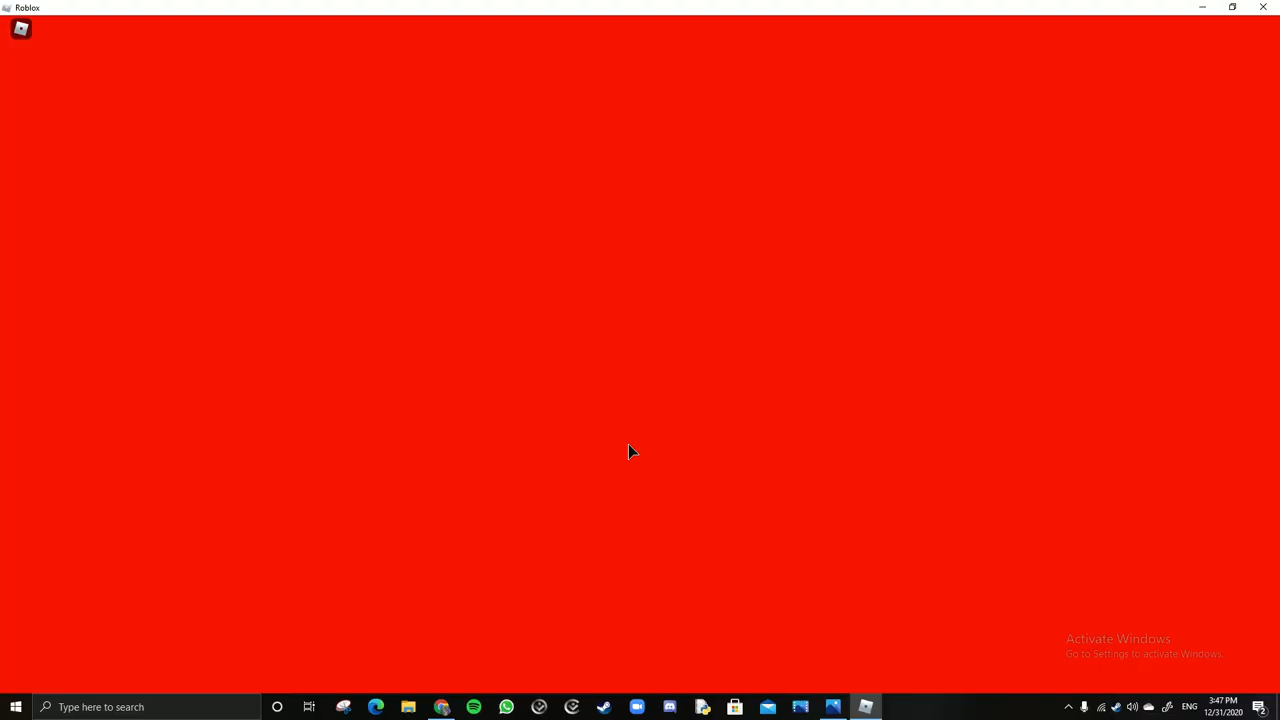 Roblox
Activate Windows
Go to Settings to activate Windows.
Type here to search
ENG
3:47 PM
12/31/2020
2